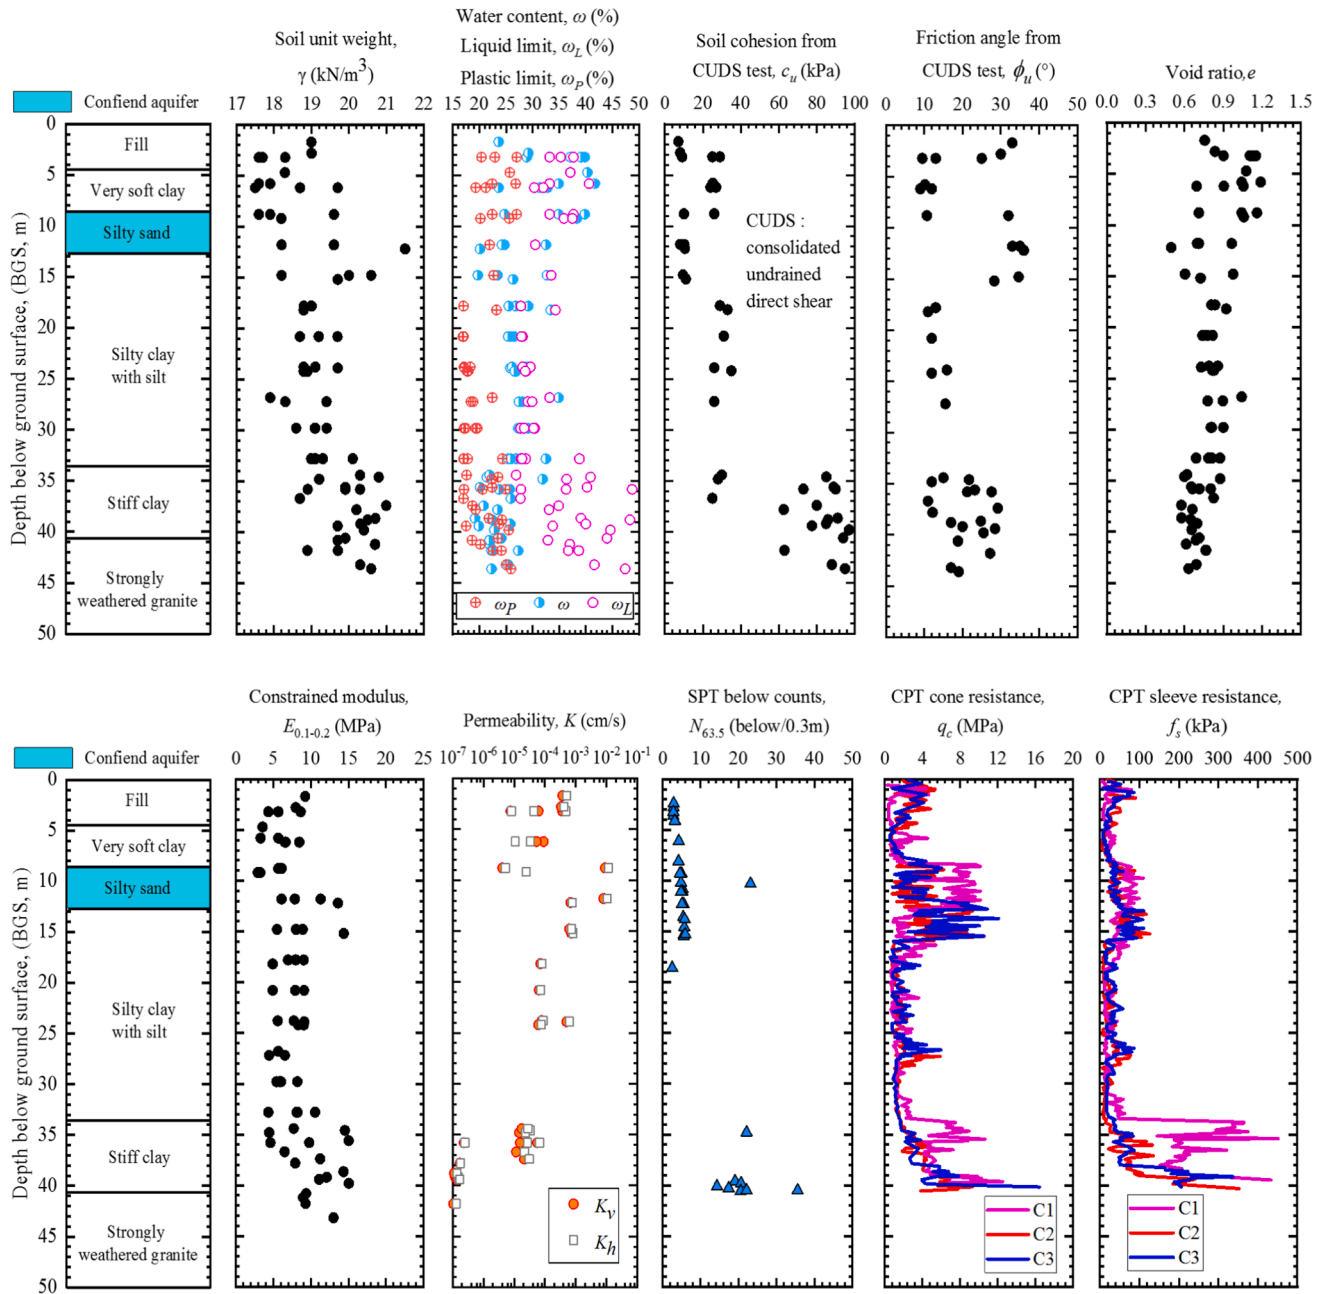 Water content, ω (%)
Soil unit weight,
Liquid limit, ωL (%)
Soil cohesion from
Friction angle from
γ (kN/m3)
Plastic limit, ωP (%)
CUDS test, cu (kPa)
CUDS test, ϕu (°)
Void ratio,e
Confiend aquifer
17 18 19 20 21 22
15 20 25 30 35 40 45 50
0 20 40 60 80 100
0 10 20 30 40 50
0.0 0.3 0.6 0.9 1.2 1.5
Depth below ground surface, (BGS, m)
0
5
10
15
20
25
30
35
40
45
50
Fill
Very soft clay
Silty sand
Silty clay
with silt
Stiff clay
Strongly
weathered granite
CUDS :
consolidated
undrained
direct shear
ωP ω ωL
Constrained modulus,
E0.1-0.2 (MPa)
Permeability, K (cm/s)
SPT below counts,
N63.5 (below/0.3m)
CPT cone resistance,
qc (MPa)
CPT sleeve resistance,
fs (kPa)
Confiend aquifer
0 5 10 15 20 25
10-7 10-6 10-5 10-4 10-3 10-2 10-1
0 10 20 30 40 50
0 4 8 12 16 20
0 100 200 300 400 500
Depth below ground surface, (BGS, m)
0
5
10
15
20
25
30
35
40
45
50
Fill
Very soft clay
Silty sand
Silty clay
with silt
Stiff clay
Strongly
weathered granite
Kv
Kh
C1
C2
C3
C1
C2
C3